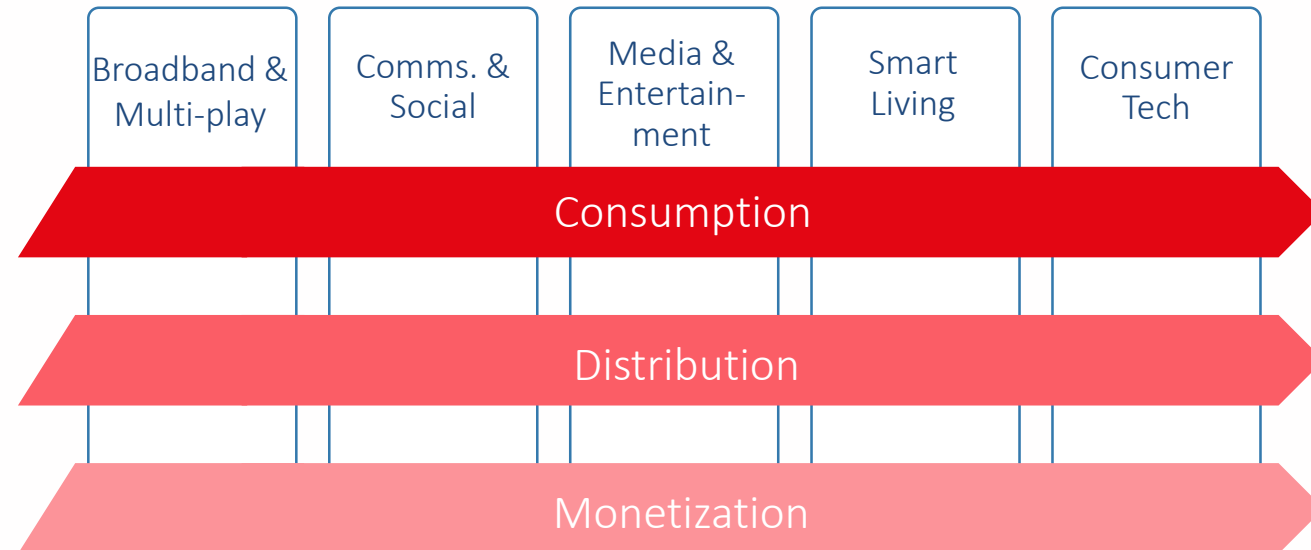 Broadband &
Multi-play
Comms. &
Social
Media &
Entertain-
ment
Smart
Living
Consumer
Tech
Consumption
Distribution
Monetization